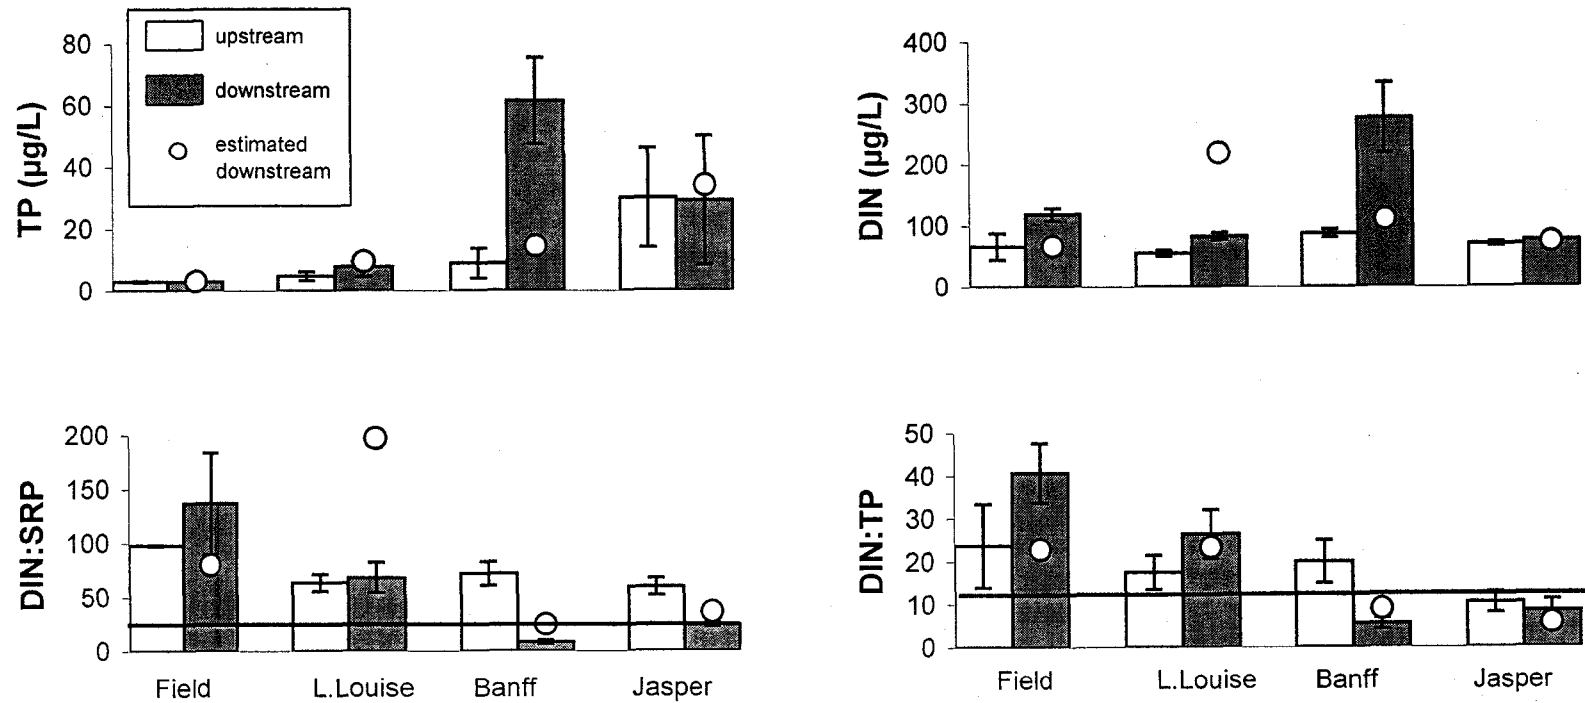 upstream
downstream
estimated
downstream
TP (µg/L)
80
60
40
20
0
DIN (µg/L)
400
300
200
100
0
DIN:SRP
200
150
100
50
0
Field L.Louise Banff Jasper
DIN:TP
50
40
30
20
10
0
Field L.Louise Banff Jasper